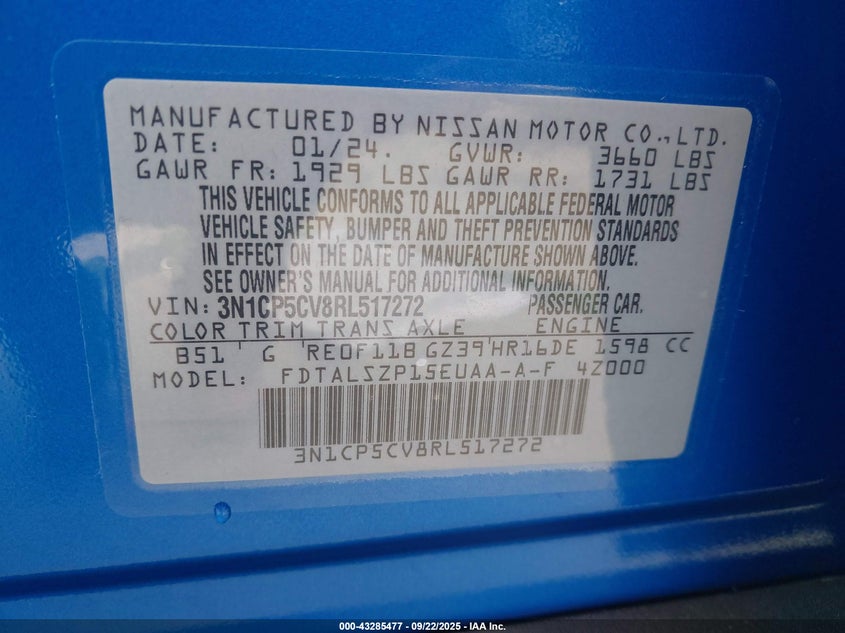 MANUFACTURED BY NISSAN MOTOR CO.,LTD.
DATE: 01/24. GVWR: 3660 LBS
GAWR FR: 1929 LBS GAWR RR: 1731 LBS
THIS VEHICLE CONFORMS TO ALL APPLICABLE FEDERAL MOTOR
VEHICLE SAFETY, BUMPER AND THEFT PREVENTION STANDARDS
IN EFFECT ON THE DATE OF MANUFACTURE SHOWN ABOVE.
SEE OWNER'S MANUAL FOR ADDITIONAL INFORMATION.
VIN: 3N1CP5CV8RL517272 PASSENGER CAR.
COLOR TRIM TRANS AXLE ENGINE
B51 G RE0F11B GZ39 HR16DE 1598 CC
MODEL: FDTALSZP15EUAA-A-F 4Z000
3N1CP5CV8RL517272
000-43285477 - 09/22/2025 - IAA Inc.